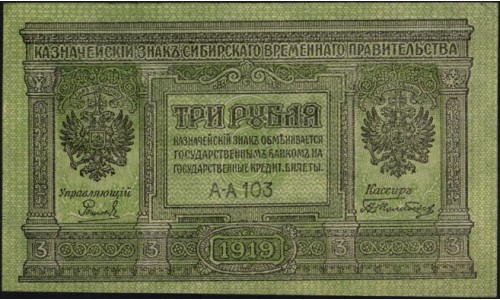 КАЗНАЧЕЙСКІЙ ЗНАКЪ СИБИРСКАГО ВРЕМЕННАГО ПРАВИТЕЛЬСТВА
ТРИ РУБЛЯ
КАЗНАЧЕЙСКІЙ ЗНАКЪ ОБМѢНИВАЕТСЯ
ГОСУДАРСТВЕННЫМЪ БАНКОМЪ НА
ГОСУДАРСТВЕННЫЕ КРЕДИТ. БИЛЕТЫ.
А-А 103
Управляющій
Кассиръ
3 3 1919 3 3